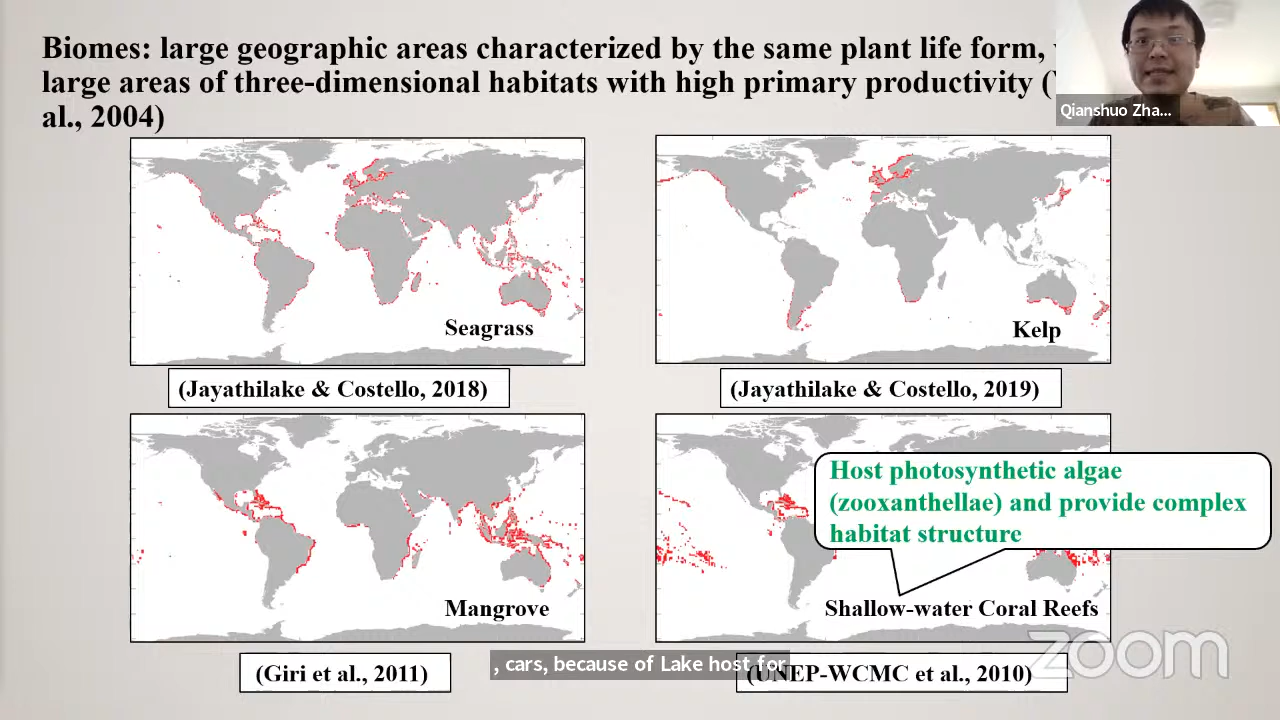 Biomes: large geographic areas characterized by the same plant life form,
large areas of three-dimensional habitats with high primary productivity (
al., 2004)
Qianshuo Zha...
Seagrass
Kelp
(Jayathilake & Costello, 2018)
(Jayathilake & Costello, 2019)
Host photosynthetic algae
(zooxanthellae) and provide complex
habitat structure
Mangrove
Shallow-water Coral Reefs
zoom
, cars, because of Lake host for
(Giri et al., 2011)
(UNEP-WCMC et al., 2010)